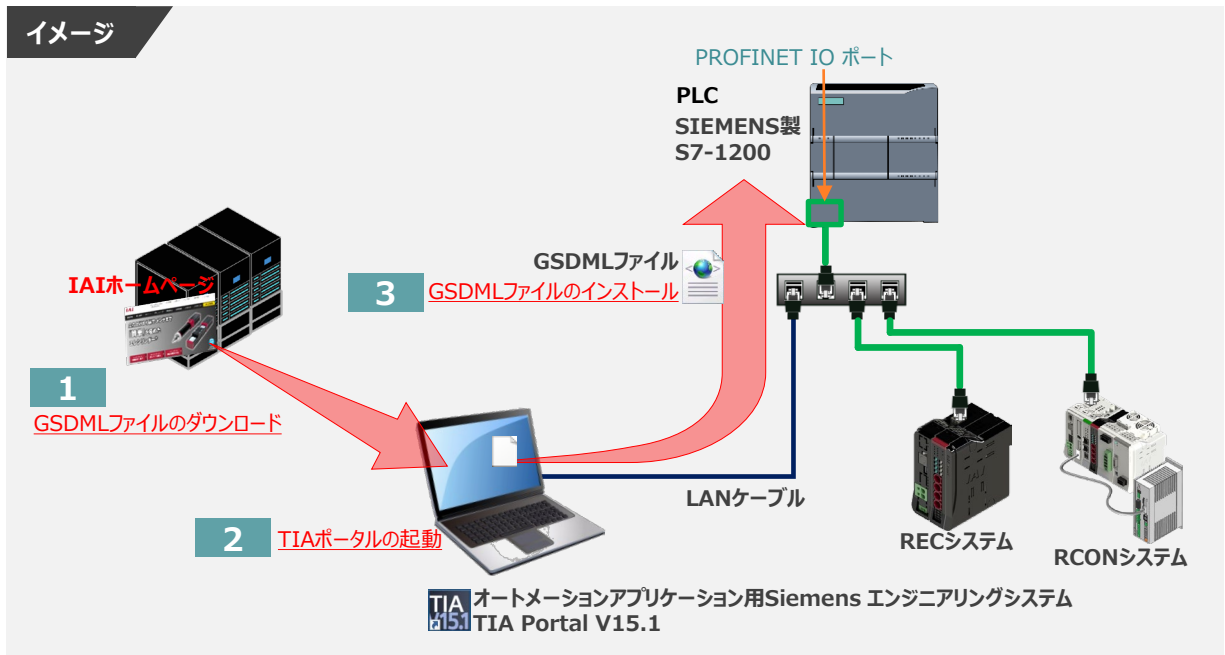 イメージ
PROFINET IO ポート
PLC
SIEMENS製
S7-1200
IAIホームページ
GSDMLファイル
3
GSDMLファイルのインストール
1
GSDMLファイルのダウンロード
LANケーブル
2
TIAポータルの起動
RECシステム
RCONシステム
TIA
V15.1
オートメーションアプリケーション用Siemens エンジニアリングシステム
TIA Portal V15.1